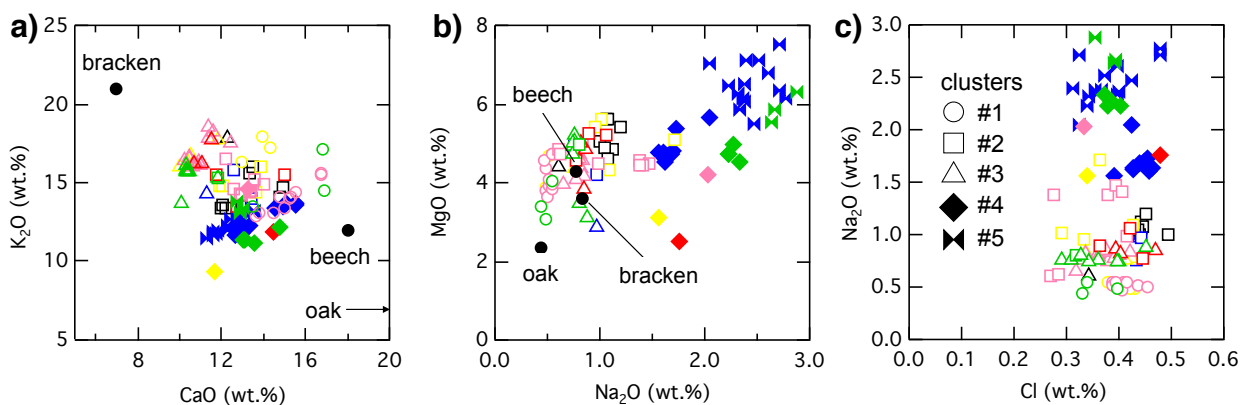 a)
K₂O (wt.%)
25
20
15
10
5
bracken
beech
oak
8
12
16
20
CaO (wt.%)
b)
MgO (wt.%)
8
6
4
2
0
beech
oak
bracken
0.0
1.0
2.0
3.0
Na₂O (wt.%)
c)
Na₂O (wt.%)
3.0
2.5
2.0
1.5
1.0
0.5
0.0
clusters
#1
#2
#3
#4
#5
0.0
0.1
0.2
0.3
0.4
0.5
0.6
Cl (wt.%)